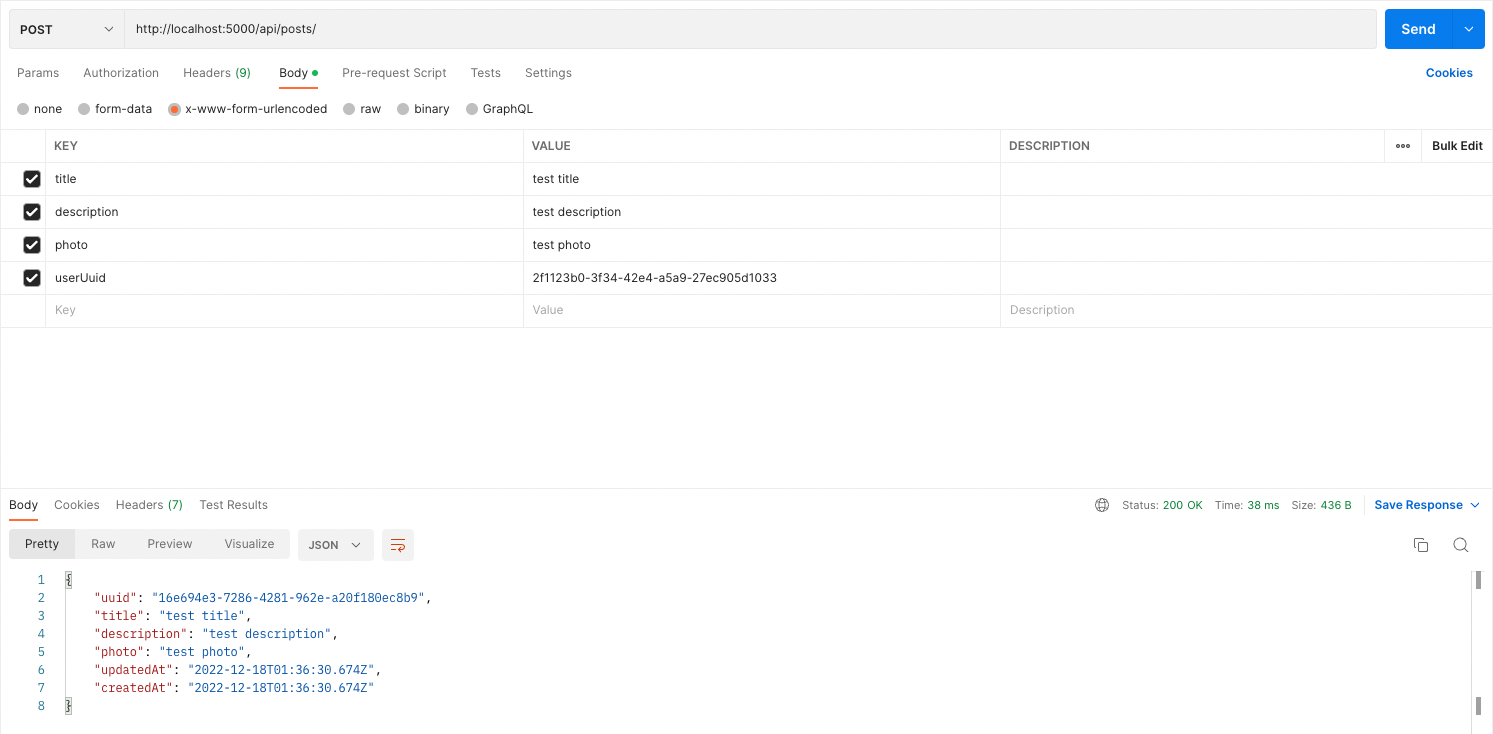 POST http://localhost:5000/api/posts/ Send
Params Authorization Headers (9) Body Pre-request Script Tests Settings Cookies
none form-data x-www-form-urlencoded raw binary GraphQL
KEY VALUE DESCRIPTION Bulk Edit
title test title
description test description
photo test photo
userUuid 2f1123b0-3f34-42e4-a5a9-27ec905d1033
Key Value Description
Body Cookies Headers (7) Test Results Status: 200 OK Time: 38 ms Size: 436 B Save Response
Pretty Raw Preview Visualize JSON
1 {
2 "uuid": "16e694e3-7286-4281-962e-a20f180ec8b9",
3 "title": "test title",
4 "description": "test description",
5 "photo": "test photo",
6 "updatedAt": "2022-12-18T01:36:30.674Z",
7 "createdAt": "2022-12-18T01:36:30.674Z"
8 }